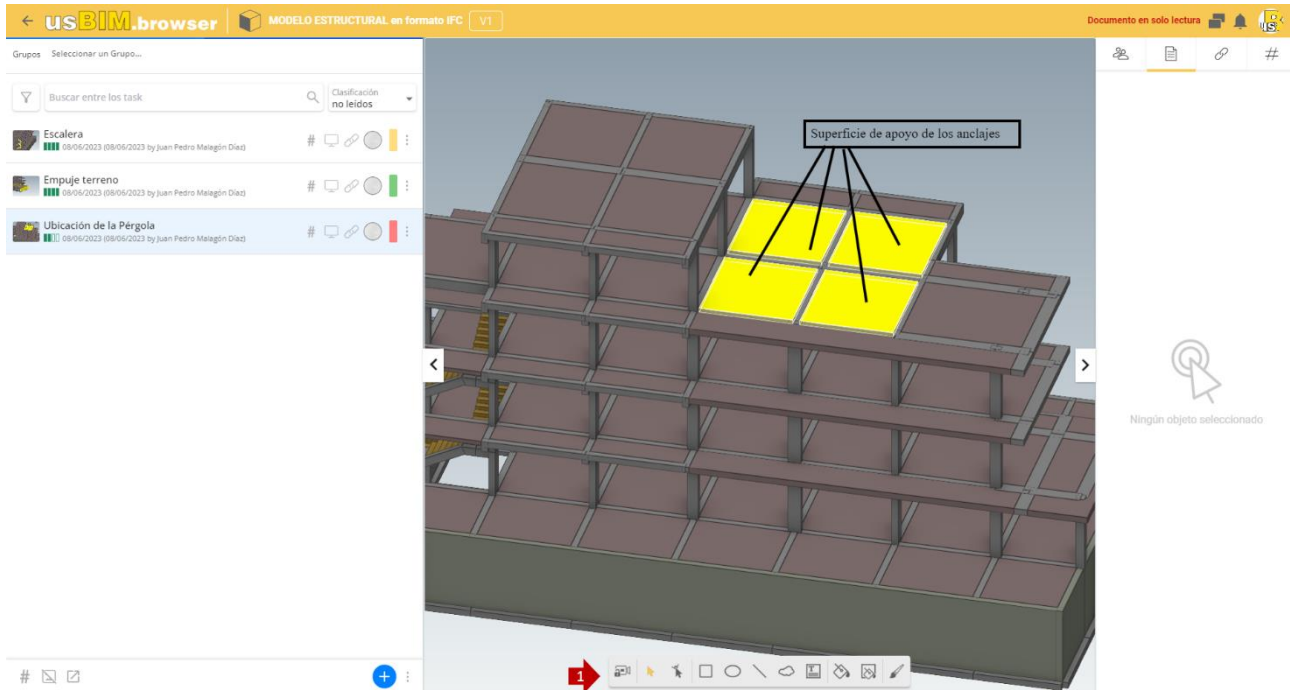 usBIM.browser
MODELO ESTRUCTURAL en formato IFC
V1
Documento en solo lectura
Grupos Seleccionar un Grupo...
Buscar entre los task
Clasificación
no leídos
Escalera
08/06/2023 (08/06/2023 by Juan Pedro Malagón Díaz)
Empuje terreno
08/06/2023 (08/06/2023 by Juan Pedro Malagón Díaz)
Ubicación de la Pérgola
08/06/2023 (08/06/2023 by Juan Pedro Malagón Díaz)
Superficie de apoyo de los anclajes
Ningún objeto seleccionado
1